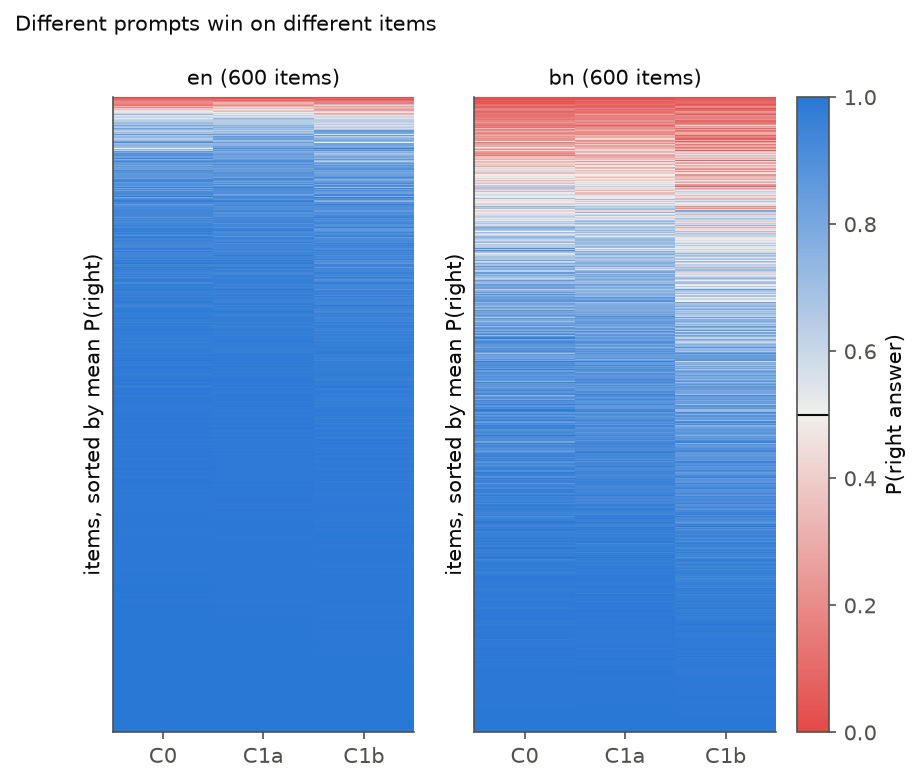 Different prompts win on different items
en (600 items)
bn (600 items)
items, sorted by mean P(right)
items, sorted by mean P(right)
C0
C1a
C1b
C0
C1a
C1b
1.0
0.8
0.6
0.4
0.2
0.0
P(right answer)